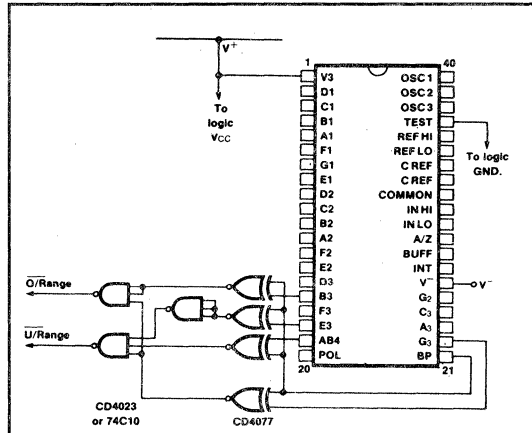 V+
1
40
V3
OSC 1
D1
OSC 2
C1
OSC 3
B1
TEST
A1
REF HI
F1
REF LO
G1
C REF
E1
C REF
D2
COMMON
C2
IN HI
B2
IN LO
A2
A/Z
F2
BUFF
E2
INT
D3
V−
V−
B3
G2
F3
C3
E3
A3
AB4
G3
POL
BP
20
21
To
logic
VCC
To logic
GND.
O/Range
U/Range
CD4023
or 74C10
CD4077